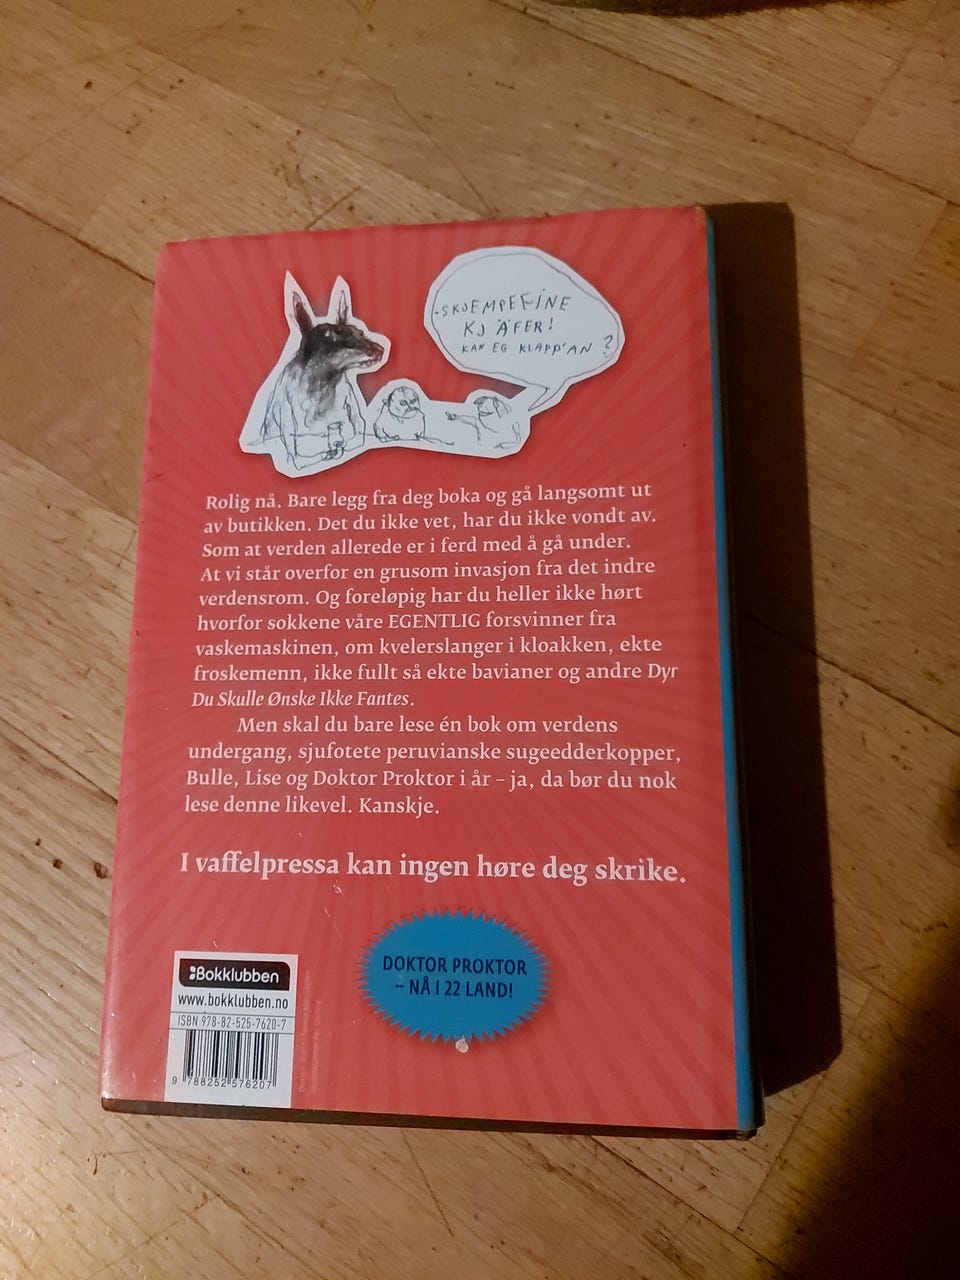 -SKJEMPEFINE
KJÄFER!
KAN EG KLAPP'AN ?
Rolig nå. Bare legg fra deg boka og gå langsomt ut
av butikken. Det du ikke vet, har du ikke vondt av.
Som at verden allerede er i ferd med å gå under.
At vi står overfor en grusom invasjon fra det indre
verdensrom. Og foreløpig har du heller ikke hørt
hvorfor sokkene våre EGENTLIG forsvinner fra
vaskemaskinen, om kvelerslanger i kloakken, ekte
froskemenn, ikke fullt så ekte bavianer og andre Dyr
Du Skulle Ønske Ikke Fantes.
Men skal du bare lese én bok om verdens
undergang, sjufotete peruvianske sugeedderkopper,
Bulle, Lise og Doktor Proktor i år – ja, da bør du nok
lese denne likevel. Kanskje.
I vaffelpressa kan ingen høre deg skrike.
DOKTOR PROKTOR
– NÅ I 22 LAND!
Bokklubben
www.bokklubben.no
ISBN 978-82-525-7620-7
9 788252 576207